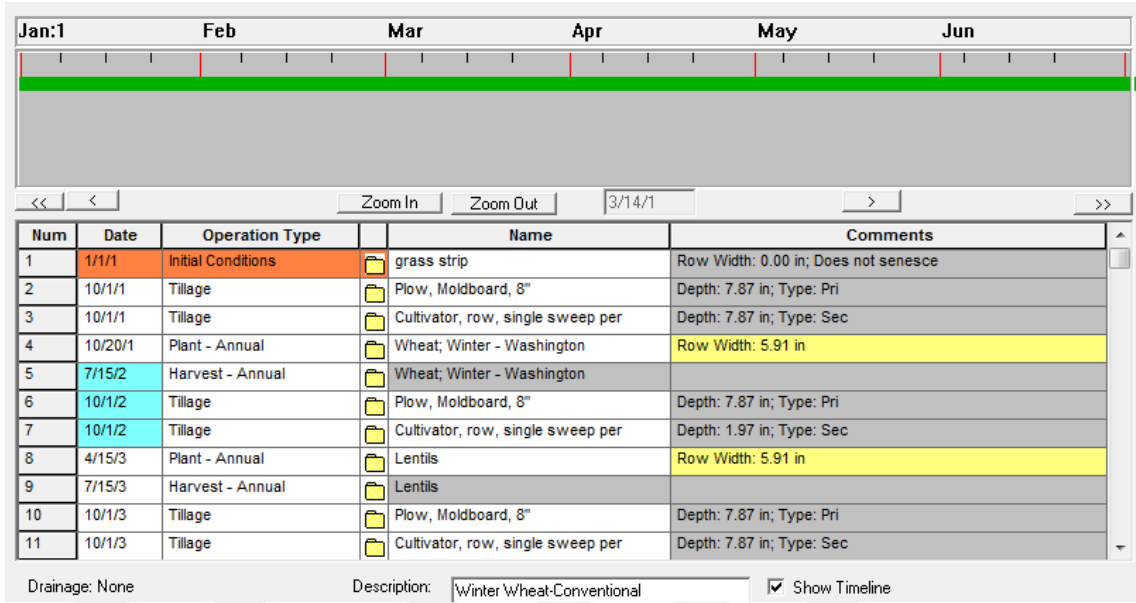 Jan:1 Feb Mar Apr May Jun
<< < Zoom In Zoom Out 3/14/1 > >>
Num Date Operation Type Name Comments
1 1/1/1 Initial Conditions grass strip Row Width: 0.00 in; Does not senesce
2 10/1/1 Tillage Plow, Moldboard, 8" Depth: 7.87 in; Type: Pri
3 10/1/1 Tillage Cultivator, row, single sweep per Depth: 7.87 in; Type: Sec
4 10/20/1 Plant - Annual Wheat; Winter - Washington Row Width: 5.91 in
5 7/15/2 Harvest - Annual Wheat; Winter - Washington
6 10/1/2 Tillage Plow, Moldboard, 8" Depth: 7.87 in; Type: Pri
7 10/1/2 Tillage Cultivator, row, single sweep per Depth: 1.97 in; Type: Sec
8 4/15/3 Plant - Annual Lentils Row Width: 5.91 in
9 7/15/3 Harvest - Annual Lentils
10 10/1/3 Tillage Plow, Moldboard, 8" Depth: 7.87 in; Type: Pri
11 10/1/3 Tillage Cultivator, row, single sweep per Depth: 7.87 in; Type: Sec
Drainage: None Description: Winter Wheat-Conventional Show Timeline